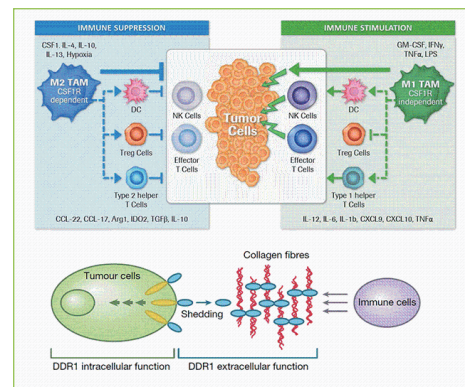 IMMUNE SUPPRESSION
IMMUNE STIMULATION
CSF1, IL-4, IL-10,
IL-13, Hypoxia
GM-CSF, IFNγ,
TNFα, LPS
M2 TAM
CSF1R
dependent
M1 TAM
CSF1R
independent
DC
NK Cells
Tumor
Cells
NK Cells
DC
Treg Cells
Effector
T Cells
Effector
T Cells
Treg Cells
Type 2 helper
T Cells
Type 1 helper
T Cells
CCL-22, CCL-17, Arg1, IDO2, TGFβ, IL-10
IL-12, IL-6, IL-1b, CXCL9, CXCL10, TNFα
Collagen fibres
Tumour cells
Shedding
Immune cells
DDR1 intracellular function
DDR1 extracellular function